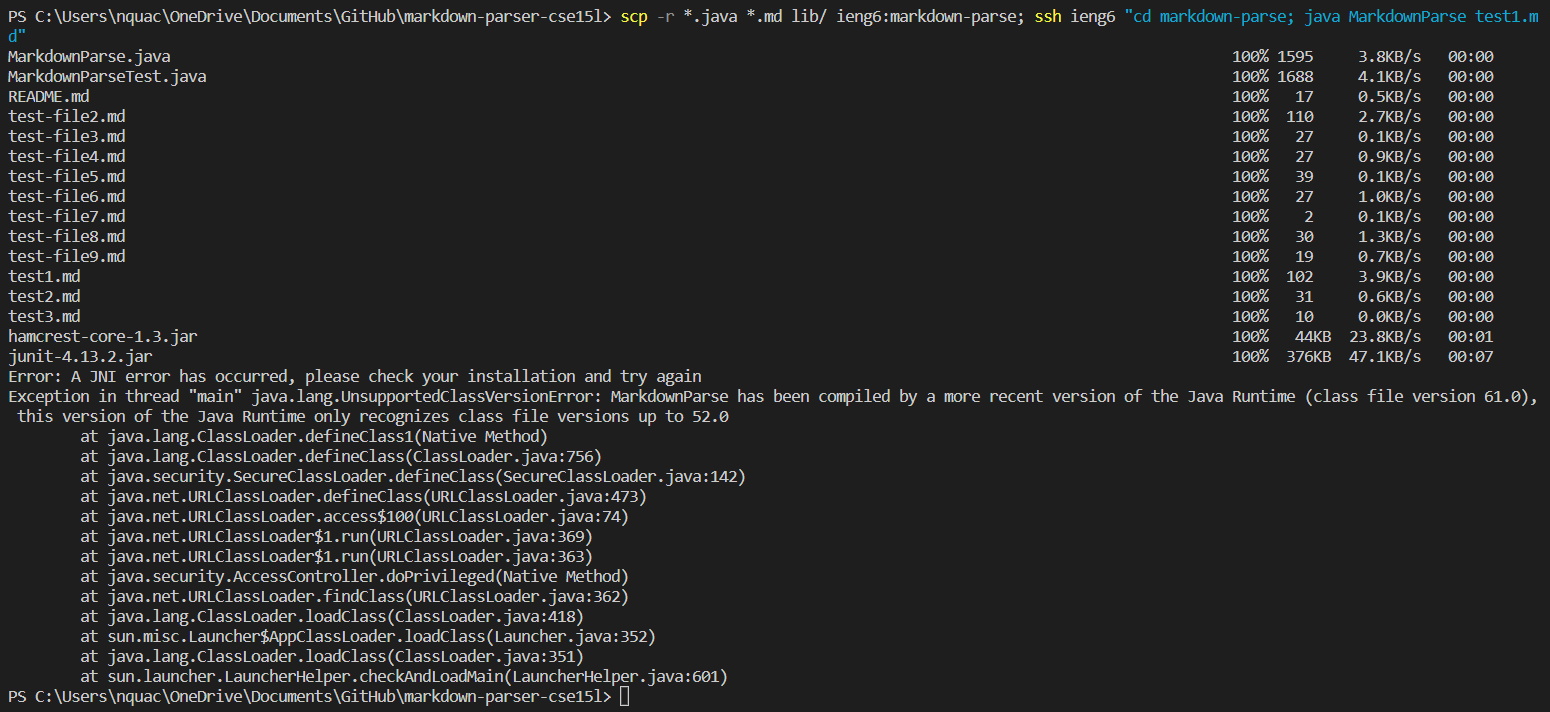 PS C:\Users\nquac\OneDrive\Documents\GitHub\markdown-parser-cse15l> scp -r *.java *.md lib/ ieng6:markdown-parse; ssh ieng6 "cd markdown-parse; java MarkdownParse test1.m
d"
MarkdownParse.java 100% 1595 3.8KB/s 00:00
MarkdownParseTest.java 100% 1688 4.1KB/s 00:00
README.md 100% 17 0.5KB/s 00:00
test-file2.md 100% 110 2.7KB/s 00:00
test-file3.md 100% 27 0.1KB/s 00:00
test-file4.md 100% 27 0.9KB/s 00:00
test-file5.md 100% 39 0.1KB/s 00:00
test-file6.md 100% 27 1.0KB/s 00:00
test-file7.md 100% 2 0.1KB/s 00:00
test-file8.md 100% 30 1.3KB/s 00:00
test-file9.md 100% 19 0.7KB/s 00:00
test1.md 100% 102 3.9KB/s 00:00
test2.md 100% 31 0.6KB/s 00:00
test3.md 100% 10 0.0KB/s 00:00
hamcrest-core-1.3.jar 100% 44KB 23.8KB/s 00:01
junit-4.13.2.jar 100% 376KB 47.1KB/s 00:07
Error: A JNI error has occurred, please check your installation and try again
Exception in thread "main" java.lang.UnsupportedClassVersionError: MarkdownParse has been compiled by a more recent version of the Java Runtime (class file version 61.0),
this version of the Java Runtime only recognizes class file versions up to 52.0
at java.lang.ClassLoader.defineClass1(Native Method)
at java.lang.ClassLoader.defineClass(ClassLoader.java:756)
at java.security.SecureClassLoader.defineClass(SecureClassLoader.java:142)
at java.net.URLClassLoader.defineClass(URLClassLoader.java:473)
at java.net.URLClassLoader.access$100(URLClassLoader.java:74)
at java.net.URLClassLoader$1.run(URLClassLoader.java:369)
at java.net.URLClassLoader$1.run(URLClassLoader.java:363)
at java.security.AccessController.doPrivileged(Native Method)
at java.net.URLClassLoader.findClass(URLClassLoader.java:362)
at java.lang.ClassLoader.loadClass(ClassLoader.java:418)
at sun.misc.Launcher$AppClassLoader.loadClass(Launcher.java:352)
at java.lang.ClassLoader.loadClass(ClassLoader.java:351)
at sun.launcher.LauncherHelper.checkAndLoadMain(LauncherHelper.java:601)
PS C:\Users\nquac\OneDrive\Documents\GitHub\markdown-parser-cse15l>